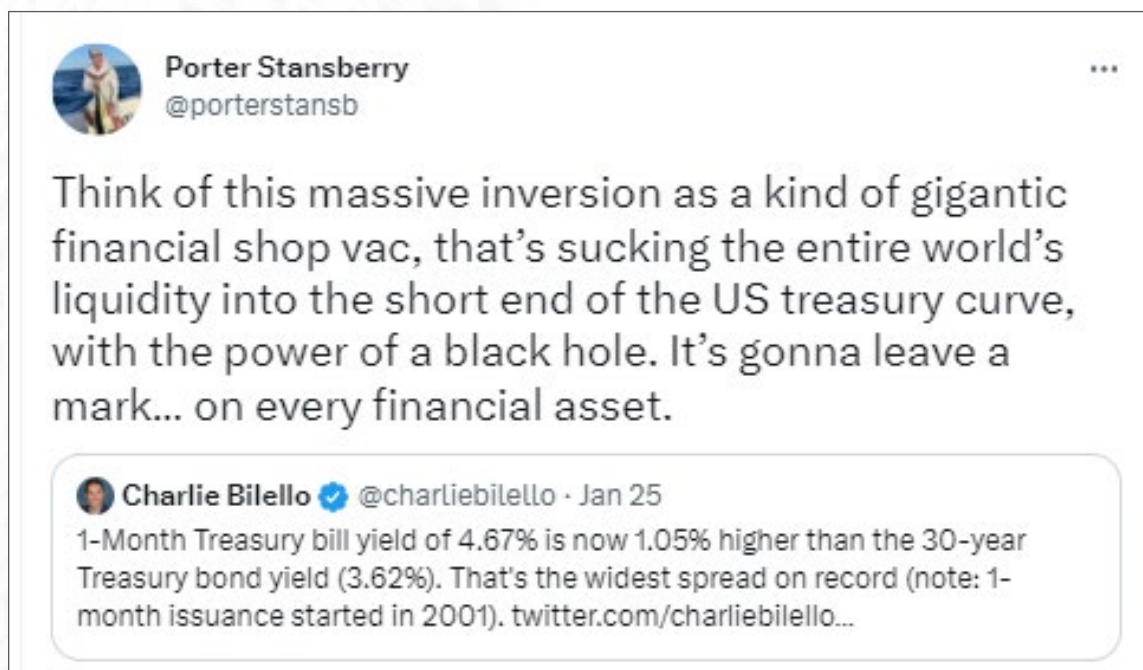 Porter Stansberry
@porterstansb
Think of this massive inversion as a kind of gigantic
financial shop vac, that’s sucking the entire world’s
liquidity into the short end of the US treasury curve,
with the power of a black hole. It’s gonna leave a
mark... on every financial asset.
Charlie Bilello @charliebilello · Jan 25
1-Month Treasury bill yield of 4.67% is now 1.05% higher than the 30-year
Treasury bond yield (3.62%). That's the widest spread on record (note: 1-
month issuance started in 2001). twitter.com/charliebilello...